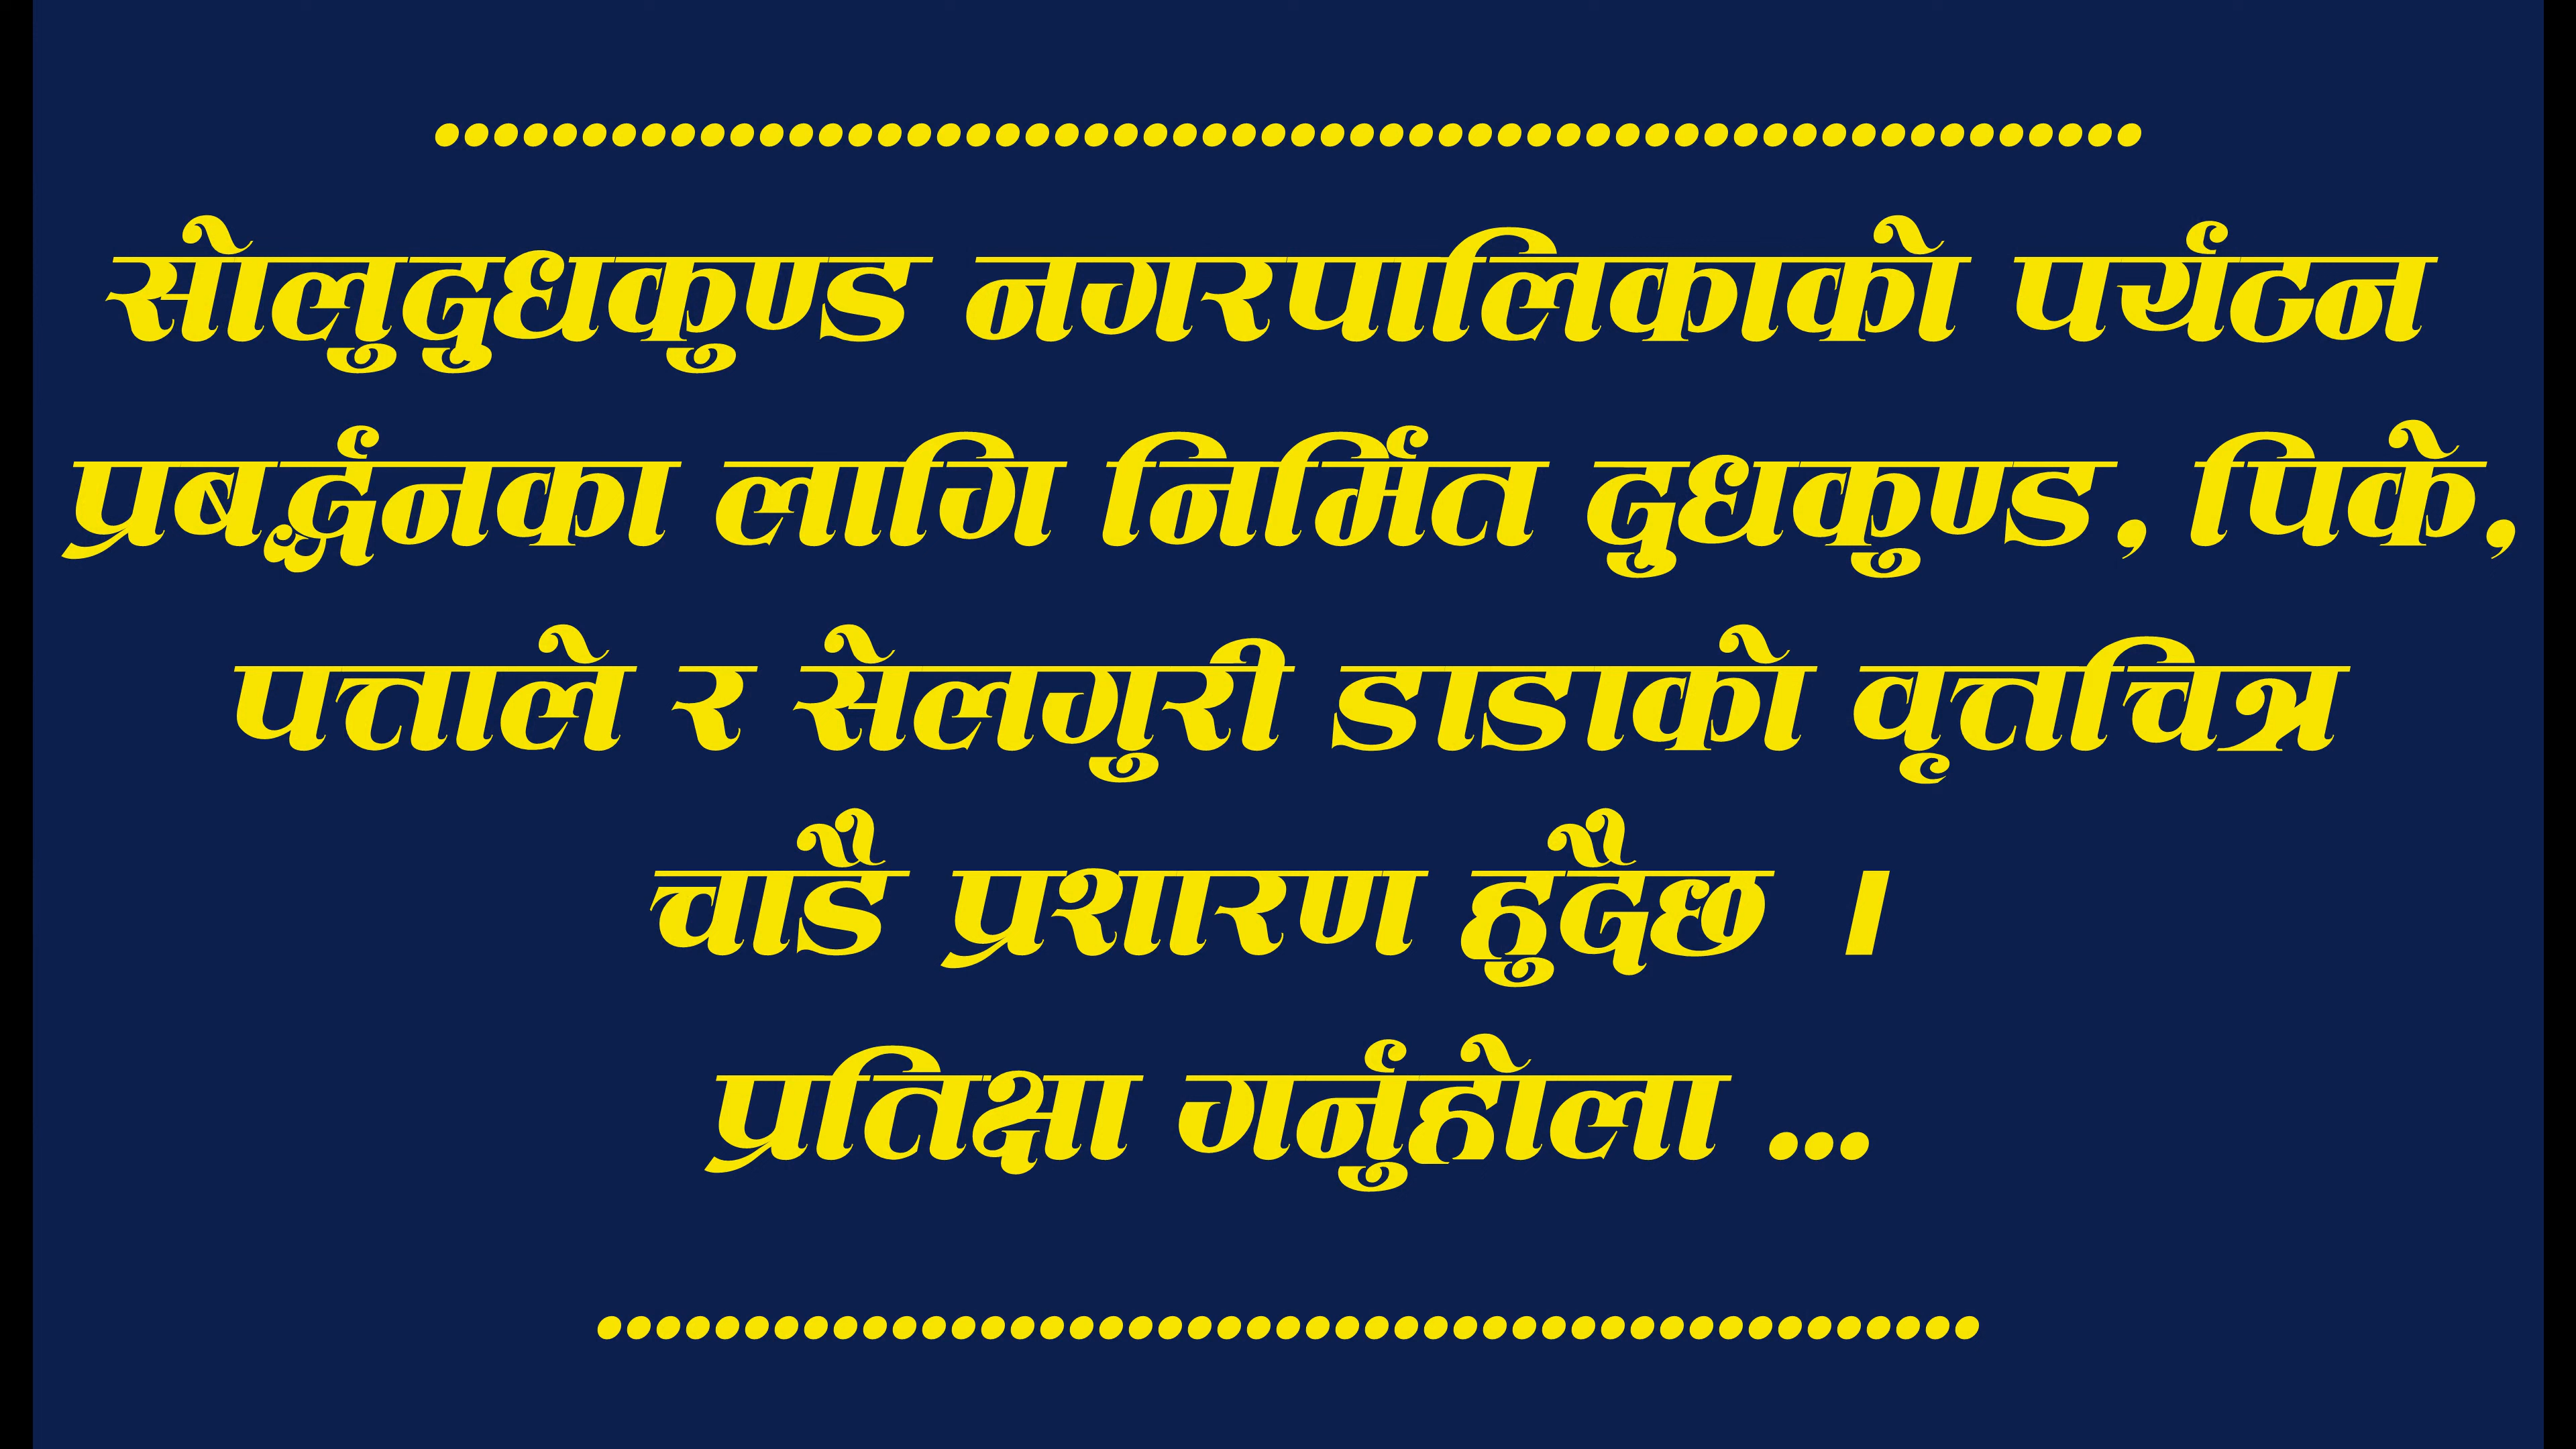 सोलुदुधकुण्ड नगरपालिकाको पर्यटन
प्रबर्द्धनका लागि निर्मित दुधकुण्ड, पिके,
पत्ताले र सेलगुरी डाडाको वृत्तचित्र
चाडै प्रशारण हुदैछ ।
प्रतिक्षा गर्नुहोला ...